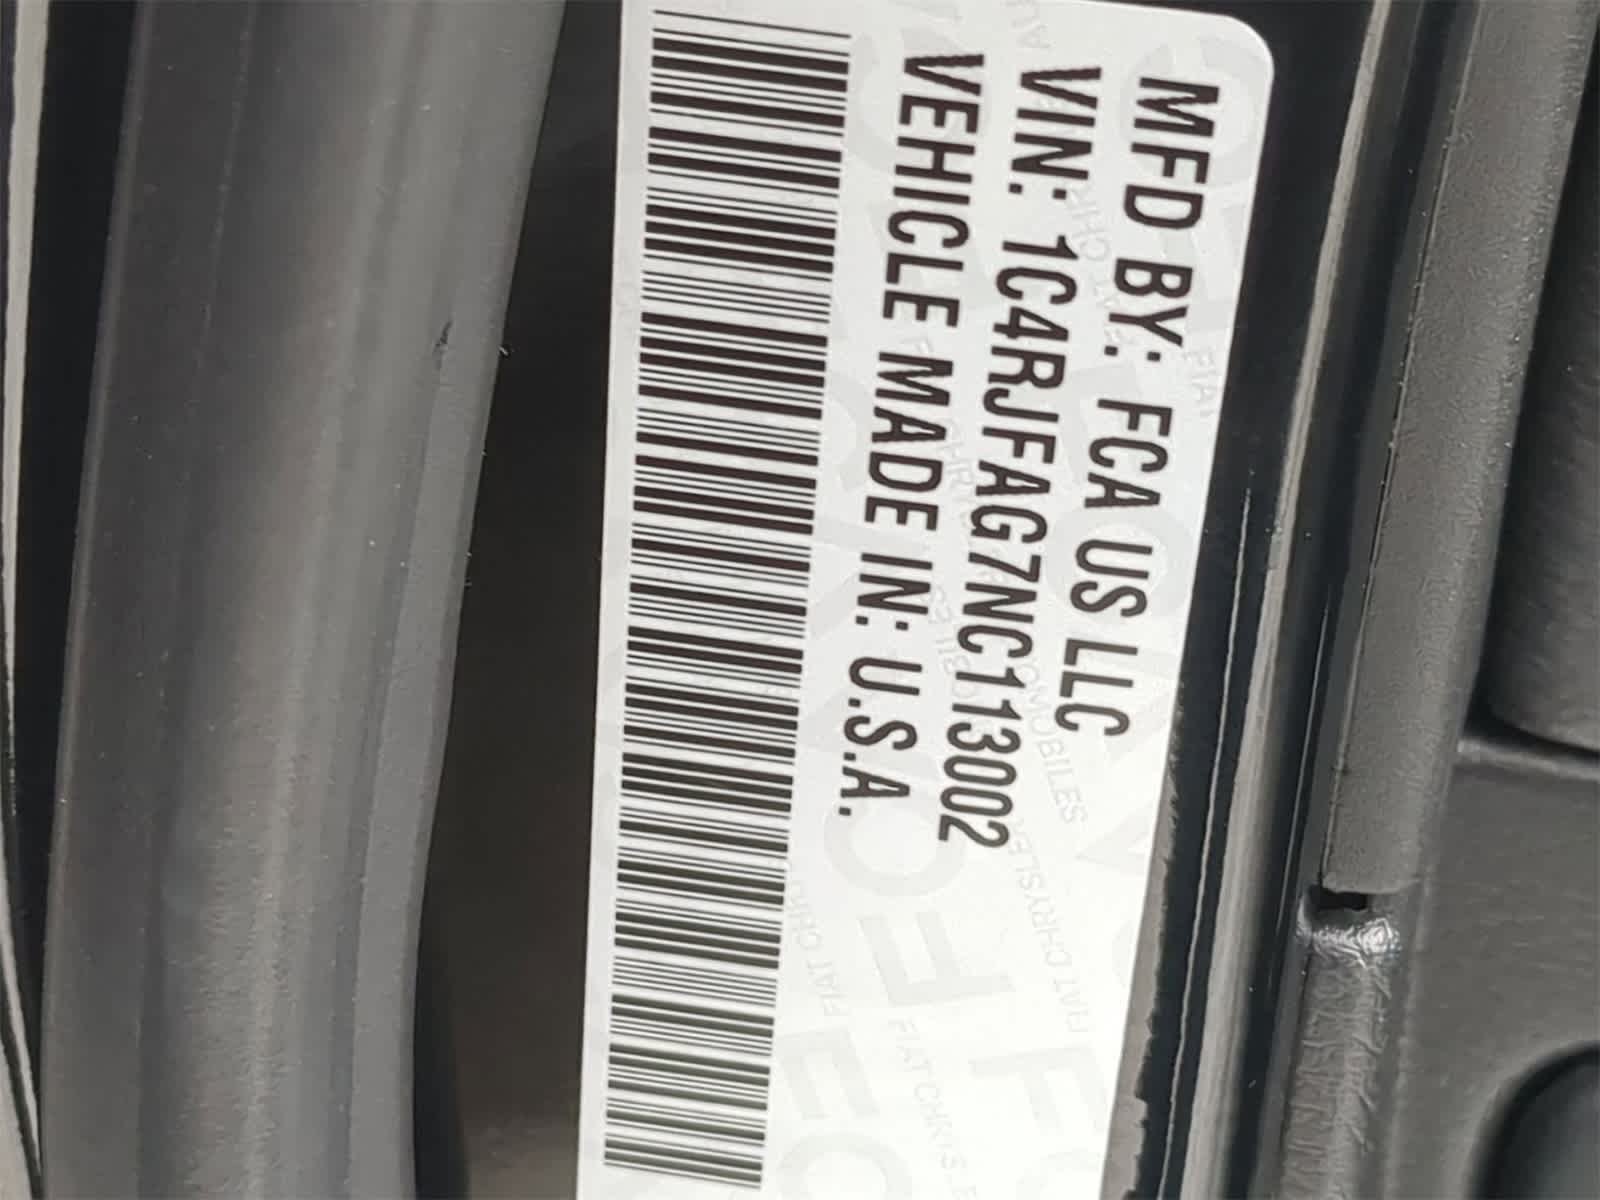 MFD BY: FCA US LLC
VIN: 1C4RJFAG7NC113002
VEHICLE MADE IN: U.S.A.